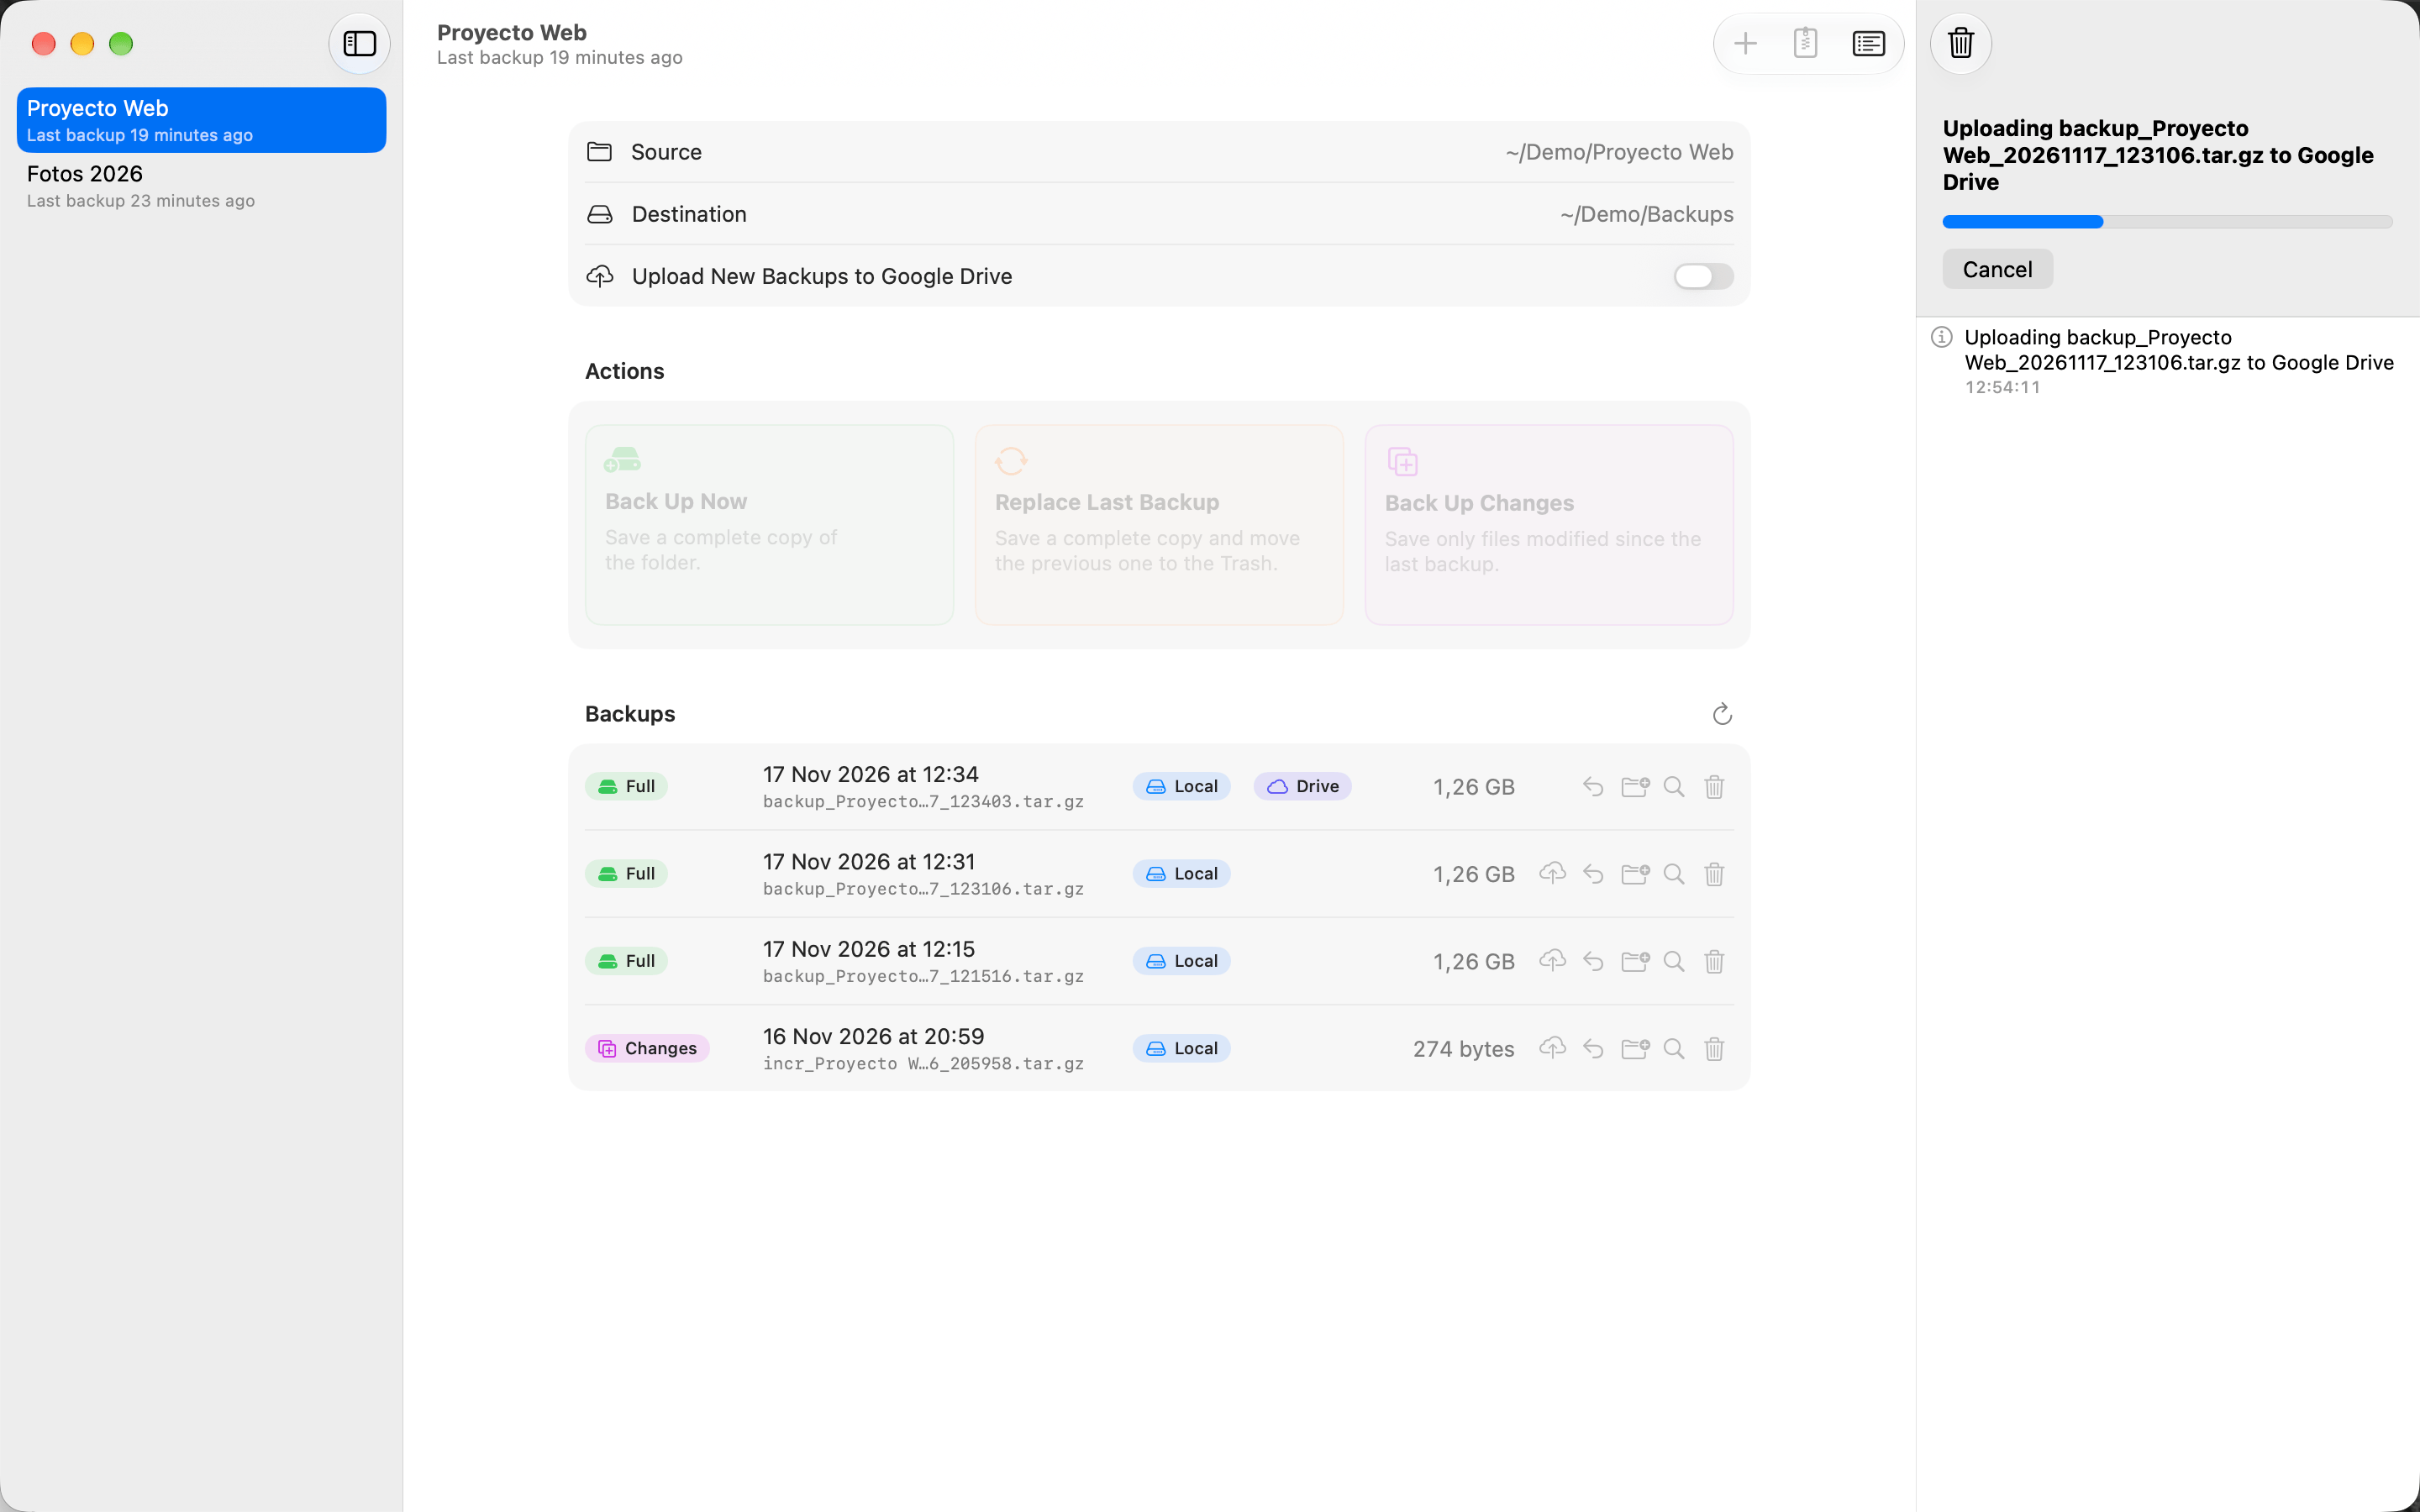 Proyecto Web
Last backup 19 minutes ago
Fotos 2026
Last backup 23 minutes ago
Proyecto Web
Last backup 19 minutes ago
Source
~/Demo/Proyecto Web
Destination
~/Demo/Backups
Upload New Backups to Google Drive
Actions
Back Up Now
Save a complete copy of
the folder.
Replace Last Backup
Save a complete copy and move
the previous one to the Trash.
Back Up Changes
Save only files modified since the
last backup.
Backups
Full
17 Nov 2026 at 12:34
backup_Proyecto…7_123403.tar.gz
Local
Drive
1,26 GB
Full
17 Nov 2026 at 12:31
backup_Proyecto…7_123106.tar.gz
Local
1,26 GB
Full
17 Nov 2026 at 12:15
backup_Proyecto…7_121516.tar.gz
Local
1,26 GB
Changes
16 Nov 2026 at 20:59
incr_Proyecto W…6_205958.tar.gz
Local
274 bytes
Uploading backup_Proyecto
Web_20261117_123106.tar.gz to Google
Drive
Cancel
Uploading backup_Proyecto
Web_20261117_123106.tar.gz to Google Drive
12:54:11